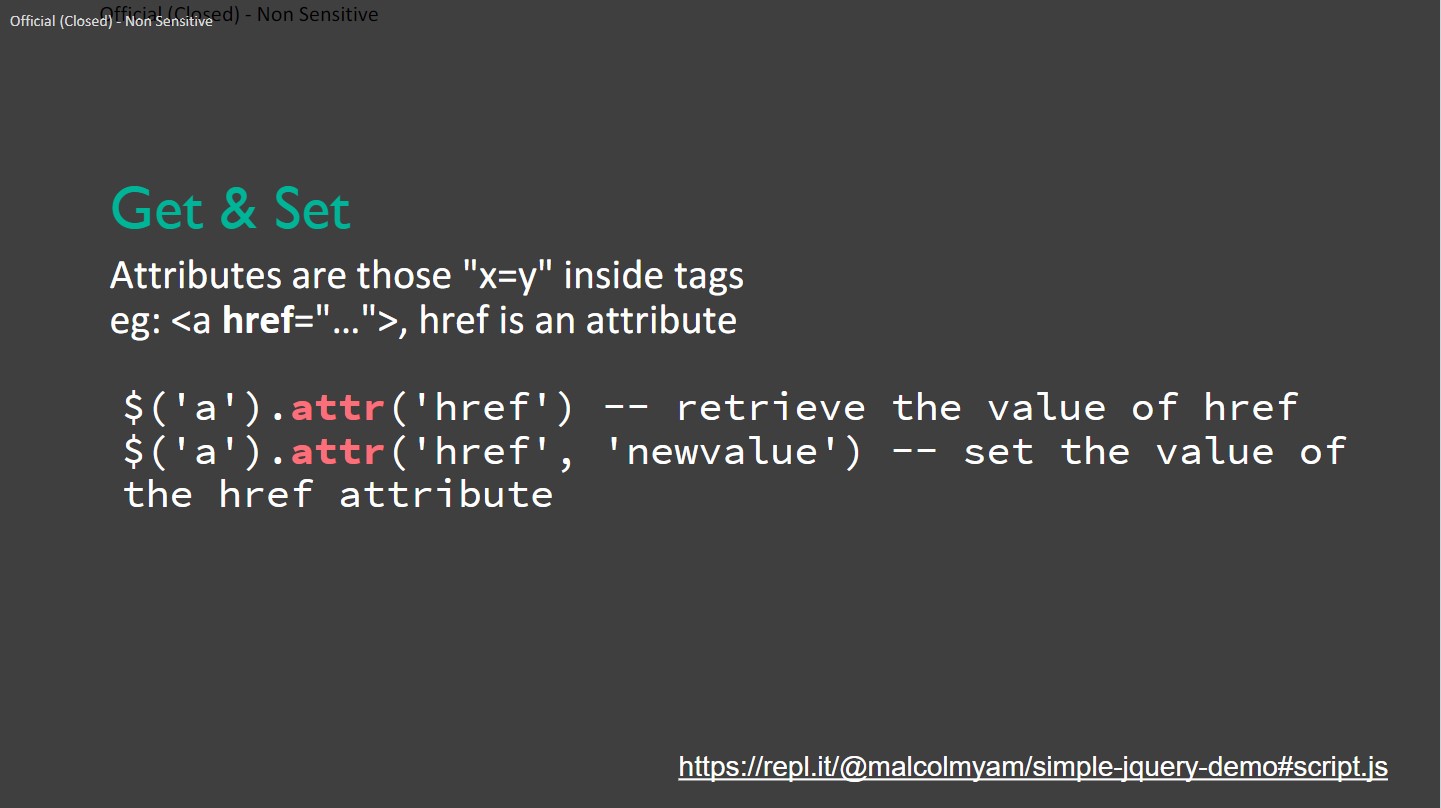 Official (Closed) - Non Sensitive
Official (Closed) - Non Sensitive
Get & Set
Attributes are those "x=y" inside tags
eg: <a href="...">, href is an attribute
$('a').attr('href') -- retrieve the value of href
$('a').attr('href', 'newvalue') -- set the value of
the href attribute
https://repl.it/@malcolmyam/simple-jquery-demo#script.js